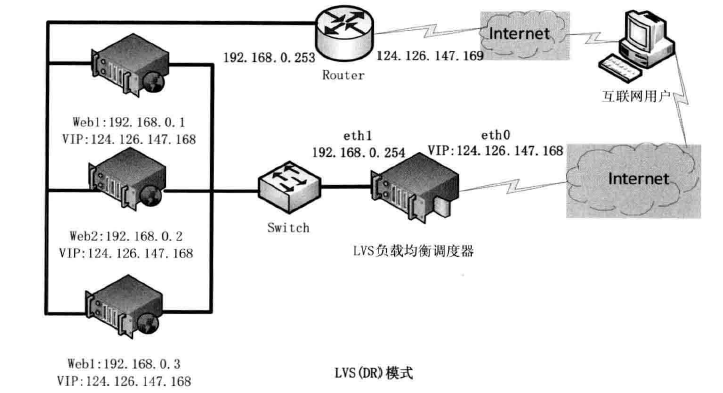 192.168.0.253
124.126.147.169
Router
Internet
互联网用户
Web1:192.168.0.1
VIP:124.126.147.168
eth1
192.168.0.254
eth0
VIP:124.126.147.168
Internet
Switch
LVS负载均衡调度器
Web2:192.168.0.2
VIP:124.126.147.168
Web1:192.168.0.3
VIP:124.126.147.168
LVS(DR)模式